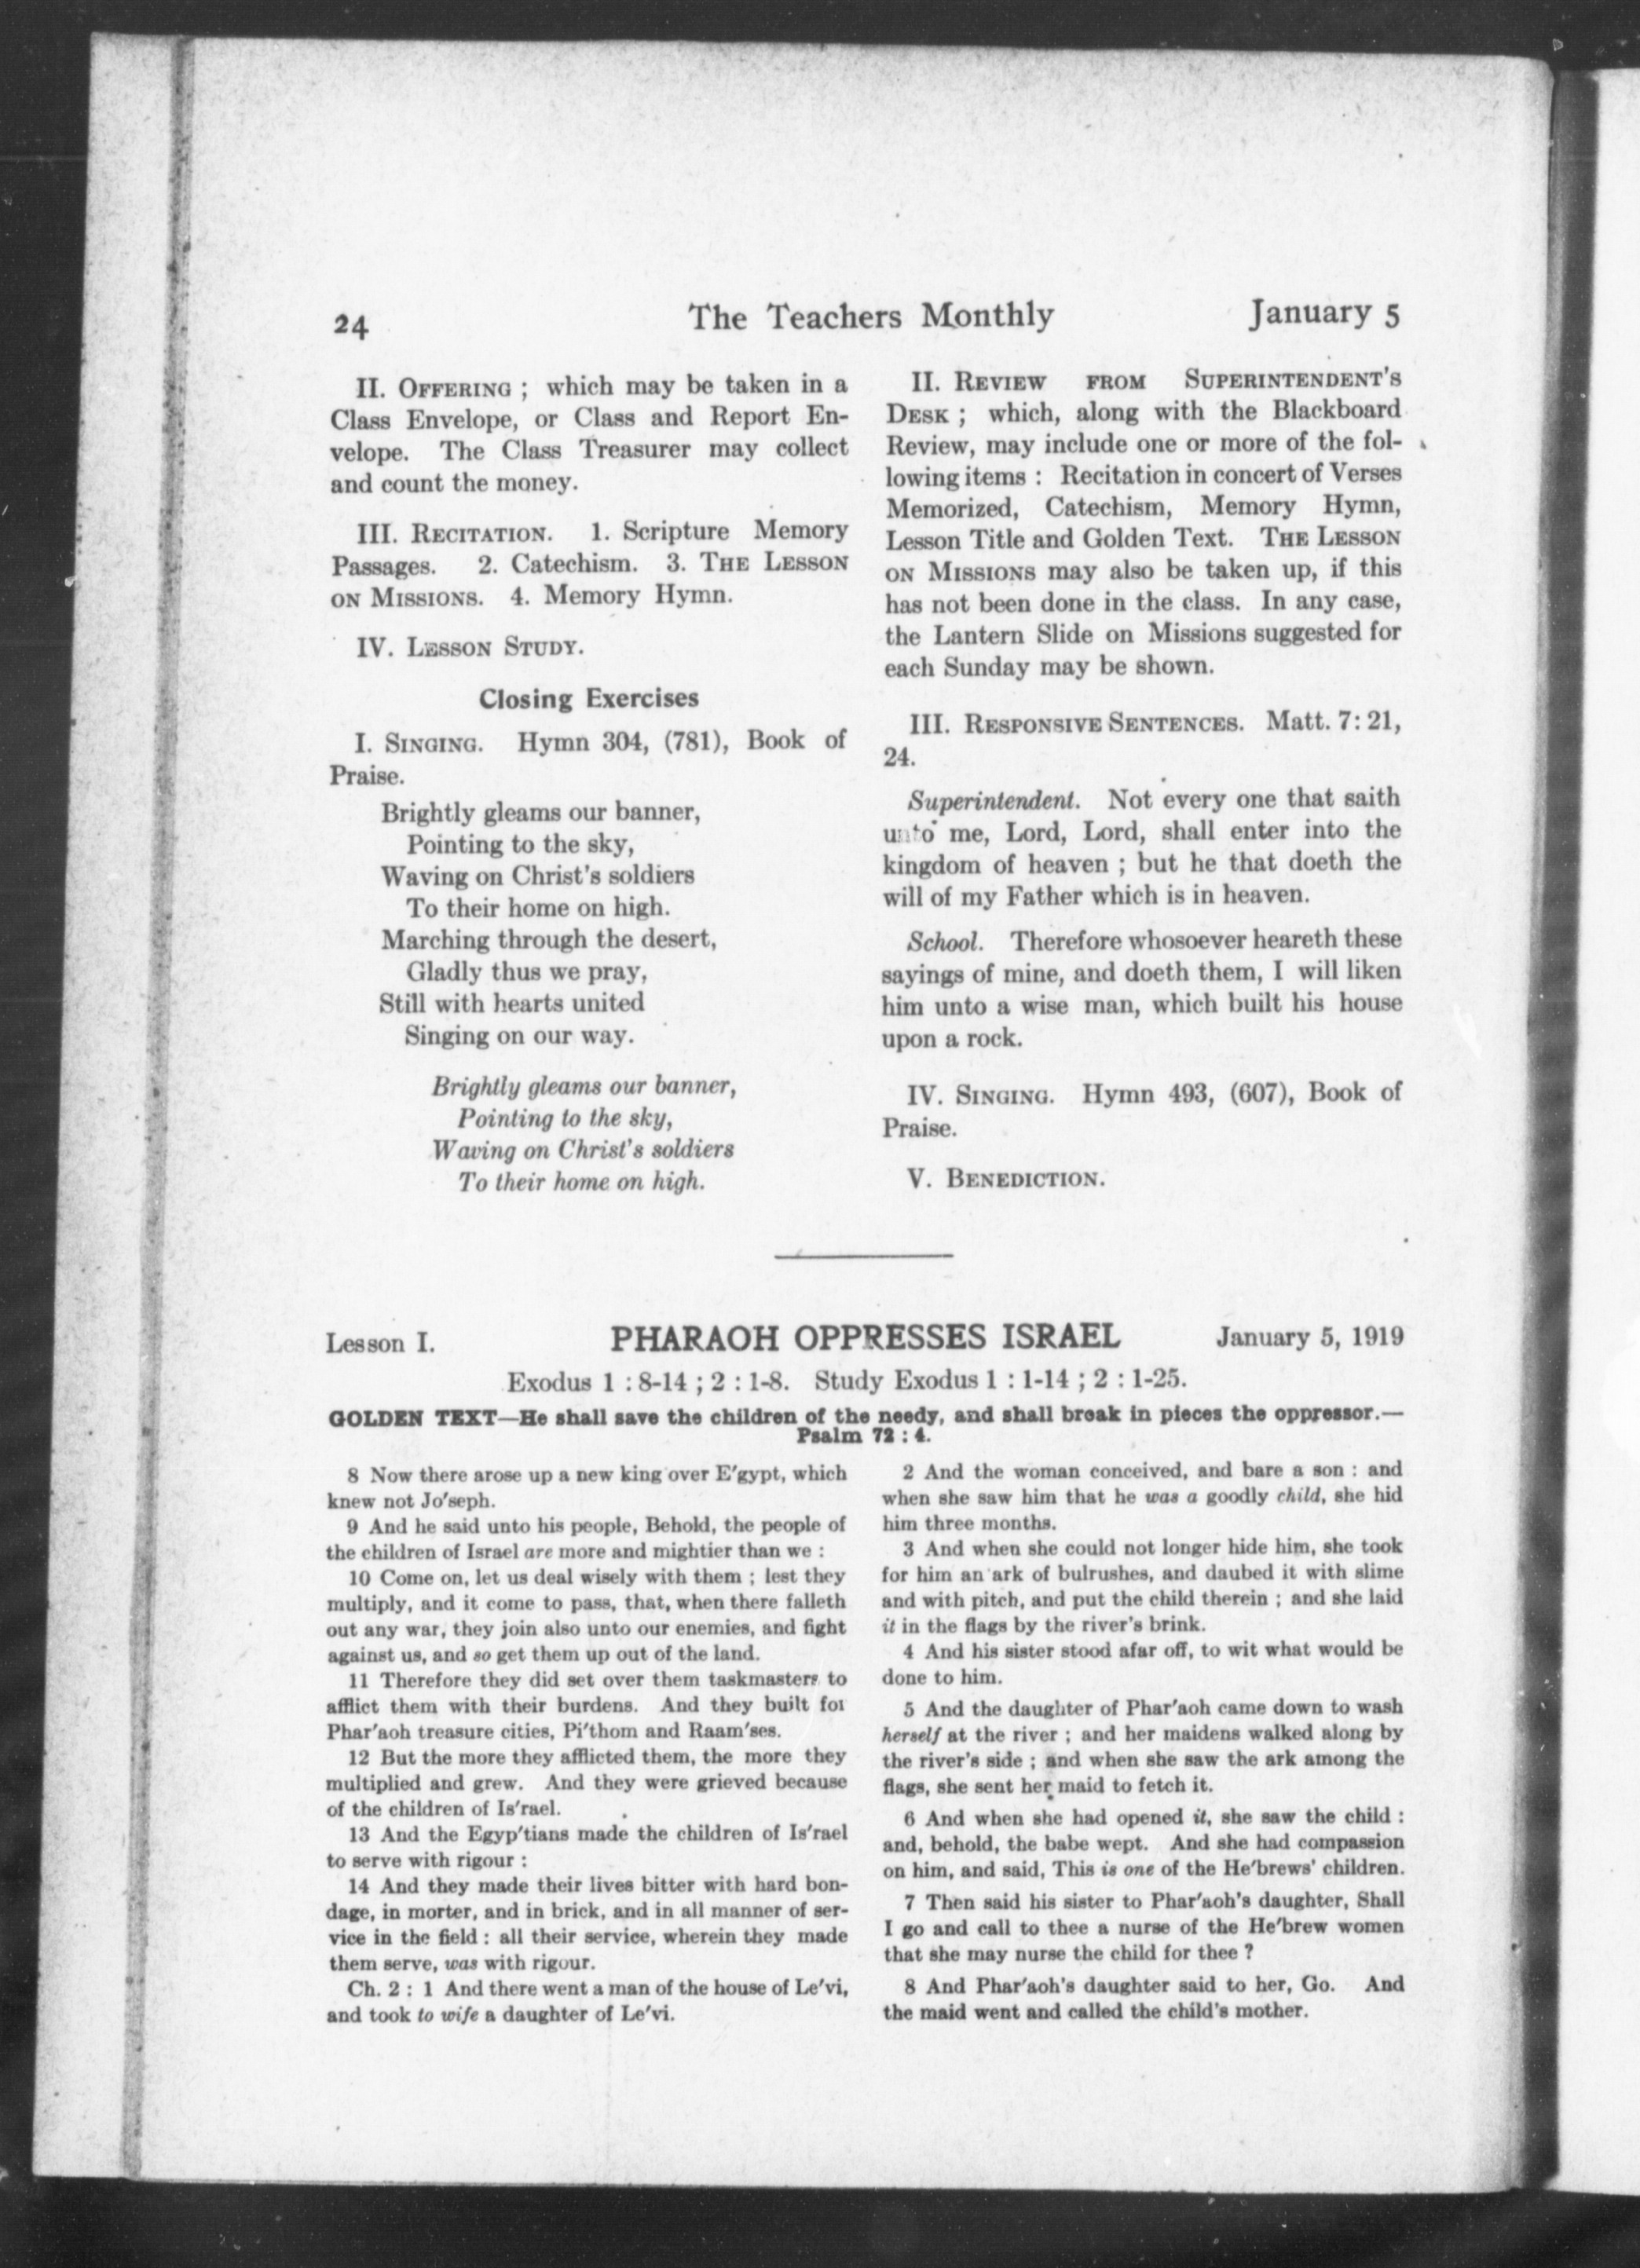 24
The Teachers Monthly
January 5
II. OFFERING ; which may be taken in a
Class Envelope, or Class and Report En-
velope. The Class Treasurer may collect
and count the money.
III. RECITATION. 1. Scripture Memory
Passages. 2. Catechism. 3. THE LESSON
ON MISSIONS. 4. Memory Hymn.
IV. LESSON STUDY.
Closing Exercises
I. SINGING. Hymn 304, (781), Book of
Praise.
Brightly gleams our banner,
Pointing to the sky,
Waving on Christ's soldiers
To their home on high.
Marching through the desert,
Gladly thus we pray,
Still with hearts united
Singing on our way.
Brightly gleams our banner,
Pointing to the sky,
Waving on Christ's soldiers
To their home on high.
II. REVIEW FROM SUPERINTENDENT'S
DESK ; which, along with the Blackboard
Review, may include one or more of the fol-
lowing items : Recitation in concert of Verses
Memorized, Catechism, Memory Hymn,
Lesson Title and Golden Text. THE LESSON
ON MISSIONS may also be taken up, if this
has not been done in the class. In any case,
the Lantern Slide on Missions suggested for
each Sunday may be shown.
III. RESPONSIVE SENTENCES. Matt. 7: 21,
24.
Superintendent. Not every one that saith
unto me, Lord, Lord, shall enter into the
kingdom of heaven ; but he that doeth the
will of my Father which is in heaven.
School. Therefore whosoever heareth these
sayings of mine, and doeth them, I will liken
him unto a wise man, which built his house
upon a rock.
IV. SINGING. Hymn 493, (607), Book of
Praise.
V. BENEDICTION.
Lesson I.
PHARAOH OPPRESSES ISRAEL
January 5, 1919
Exodus 1 : 8-14 ; 2 : 1-8. Study Exodus 1 : 1-14 ; 2 : 1-25.
GOLDEN TEXT—He shall save the children of the needy, and shall break in pieces the oppressor.—
Psalm 72 : 4.
8 Now there arose up a new king over E'gypt, which
knew not Jo'seph.
9 And he said unto his people, Behold, the people of
the children of Israel are more and mightier than we :
10 Come on, let us deal wisely with them ; lest they
multiply, and it come to pass, that, when there falleth
out any war, they join also unto our enemies, and fight
against us, and so get them up out of the land.
11 Therefore they did set over them taskmasters to
afflict them with their burdens. And they built for
Phar'aoh treasure cities, Pi'thom and Raam'ses.
12 But the more they afflicted them, the more they
multiplied and grew. And they were grieved because
of the children of Is'rael.
13 And the Egyp'tians made the children of Is'rael
to serve with rigour :
14 And they made their lives bitter with hard bon-
dage, in morter, and in brick, and in all manner of ser-
vice in the field : all their service, wherein they made
them serve, was with rigour.
Ch. 2 : 1 And there went a man of the house of Le'vi,
and took to wife a daughter of Le'vi.
2 And the woman conceived, and bare a son : and
when she saw him that he was a goodly child, she hid
him three months.
3 And when she could not longer hide him, she took
for him an ark of bulrushes, and daubed it with slime
and with pitch, and put the child therein ; and she laid
it in the flags by the river's brink.
4 And his sister stood afar off, to wit what would be
done to him.
5 And the daughter of Phar'aoh came down to wash
herself at the river ; and her maidens walked along by
the river's side ; and when she saw the ark among the
flags, she sent her maid to fetch it.
6 And when she had opened it, she saw the child :
and, behold, the babe wept. And she had compassion
on him, and said, This is one of the He'brews' children.
7 Then said his sister to Phar'aoh's daughter, Shall
I go and call to thee a nurse of the He'brew women
that she may nurse the child for thee ?
8 And Phar'aoh's daughter said to her, Go. And
the maid went and called the child's mother.